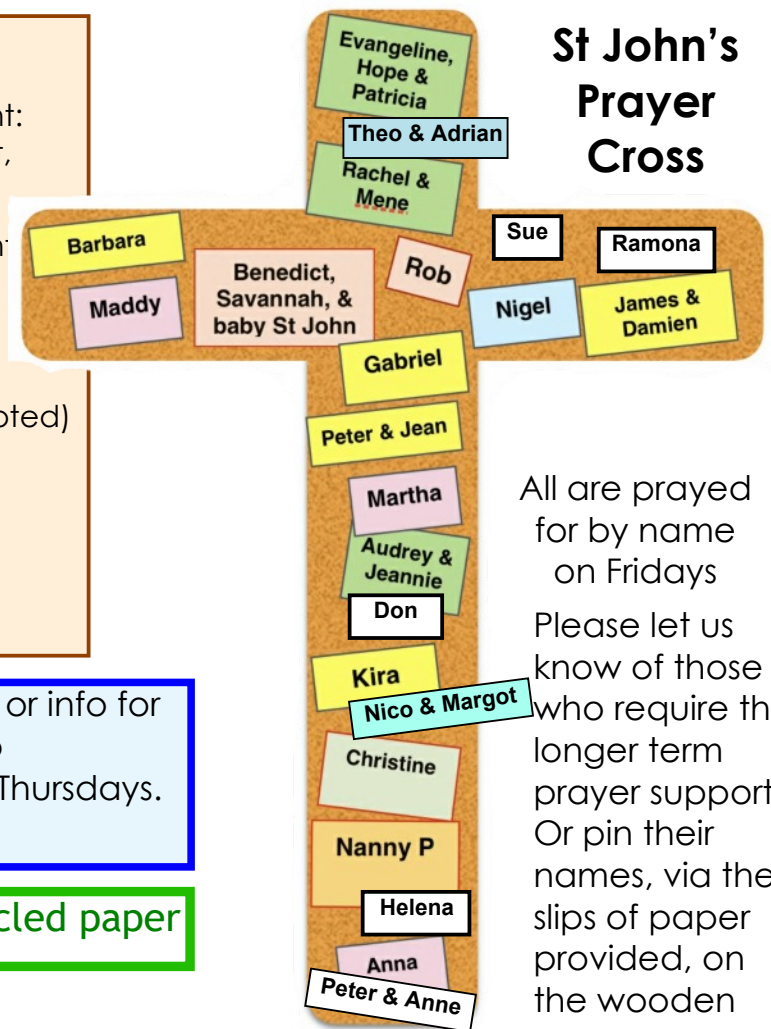 St John's
Prayer
Cross
Evangeline,
Hope &
Patricia
Theo & Adrian
Rachel &
Mene
Barbara
Maddy
Benedict,
Savannah, &
baby St John
Rob
Sue
Ramona
Nigel
James &
Damien
Gabriel
Peter & Jean
Martha
Audrey &
Jeannie
Don
Kira
Nico & Margot
Christine
Nanny P
Helena
Anna
Peter & Anne
All are prayed
for by name
on Fridays
Please let us
know of those
who require th
longer term
prayer support
Or pin their
names, via the
slips of paper
provided, on
the wooden
or info for
Thursdays.
cled paper